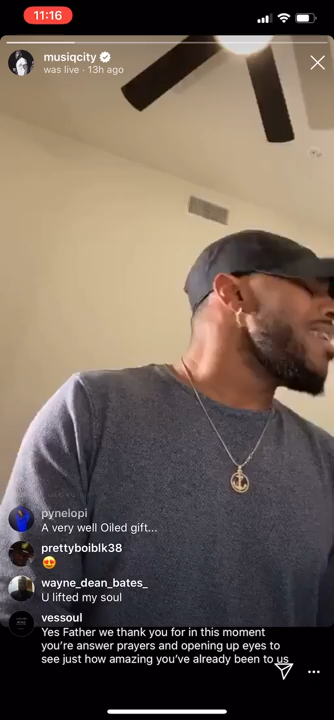 11:16
musiqcity
was live · 13h ago
pynelopi
A very well Oiled gift...
prettyboiblk38
😍
wayne_dean_bates_
U lifted my soul
vessoul
Yes Father we thank you for in this moment
you're answer prayers and opening up eyes to
see just how amazing you've already been to us